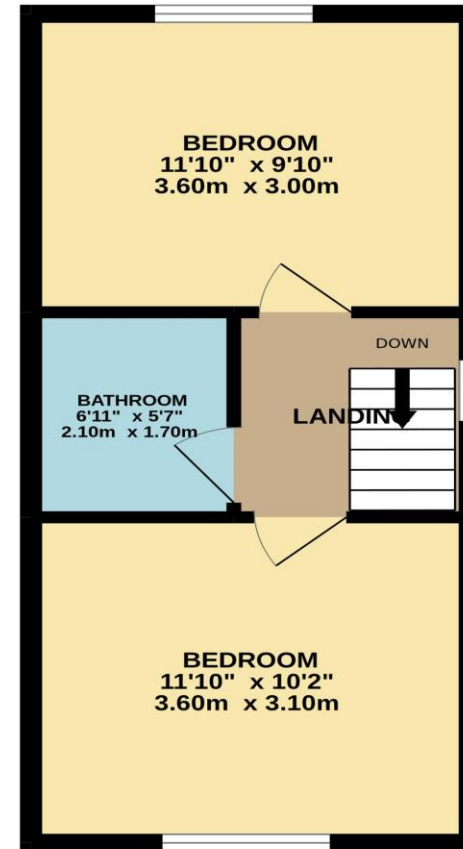 BEDROOM
11'10" x 9'10"
3.60m x 3.00m
DOWN
BATHROOM
6'11" x 5'7"
2.10m x 1.70m
LANDING
BEDROOM
11'10" x 10'2"
3.60m x 3.10m